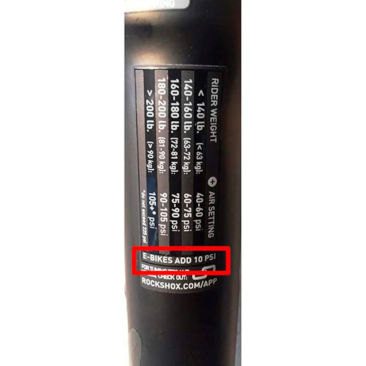 RIDER WEIGHT + AIR SETTING
< 140 lb. (< 63 kg): 40-60 psi
140-160 lb. (63-72 kg): 60-75 psi
160-180 lb. (72-81 kg): 75-90 psi
180-200 lb. (81-90 kg): 90-105 psi
> 200 lb. (> 90 kg): 105+* psi
E-BIKES ADD 10 PSI
CHECK OUT:
ROCKSHOX.COM/APP